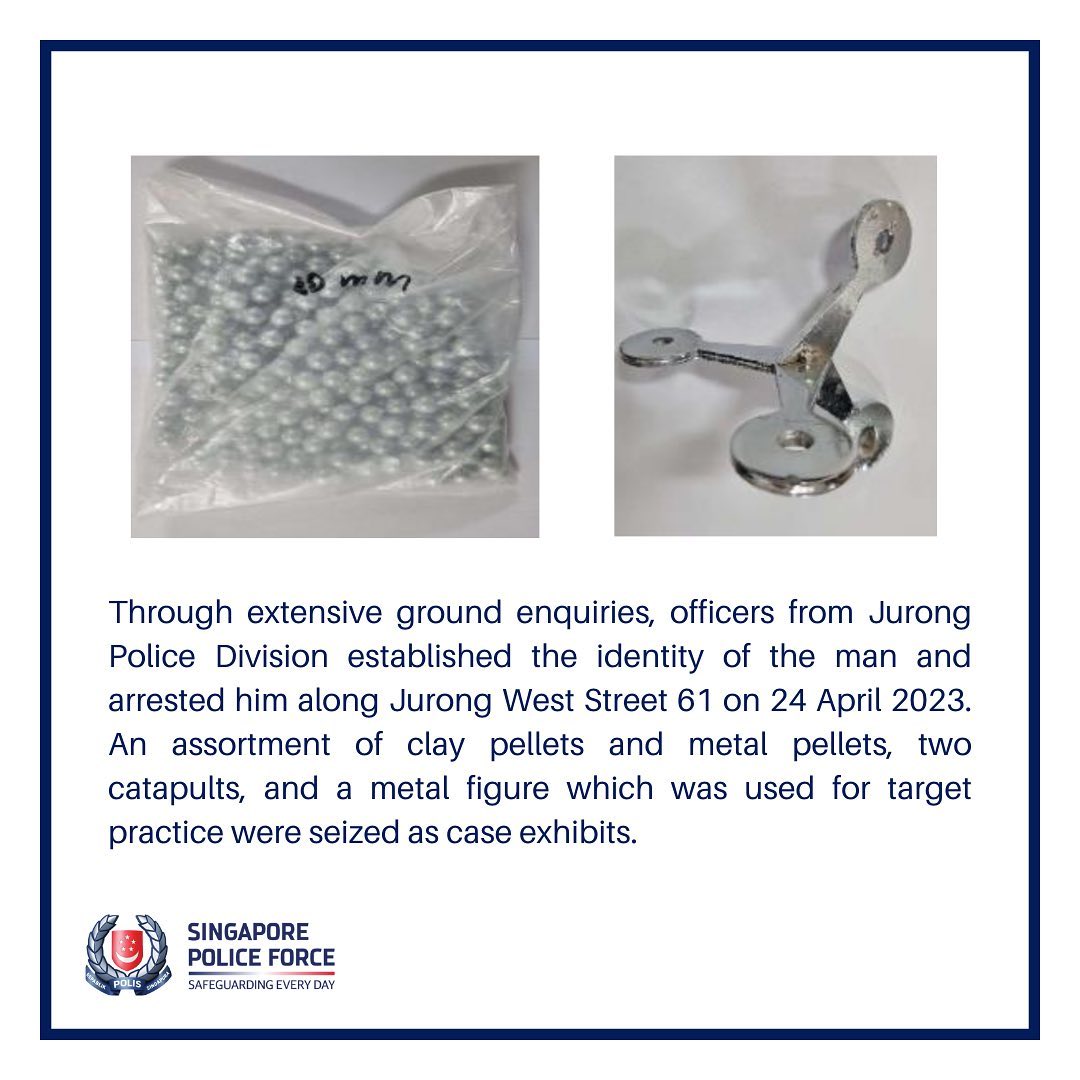 Through extensive ground enquiries, officers from Jurong
Police Division established the identity of the man and
arrested him along Jurong West Street 61 on 24 April 2023.
An assortment of clay pellets and metal pellets, two
catapults, and a metal figure which was used for target
practice were seized as case exhibits.
POLIS
SINGAPORE
POLICE FORCE
SAFEGUARDING EVERY DAY